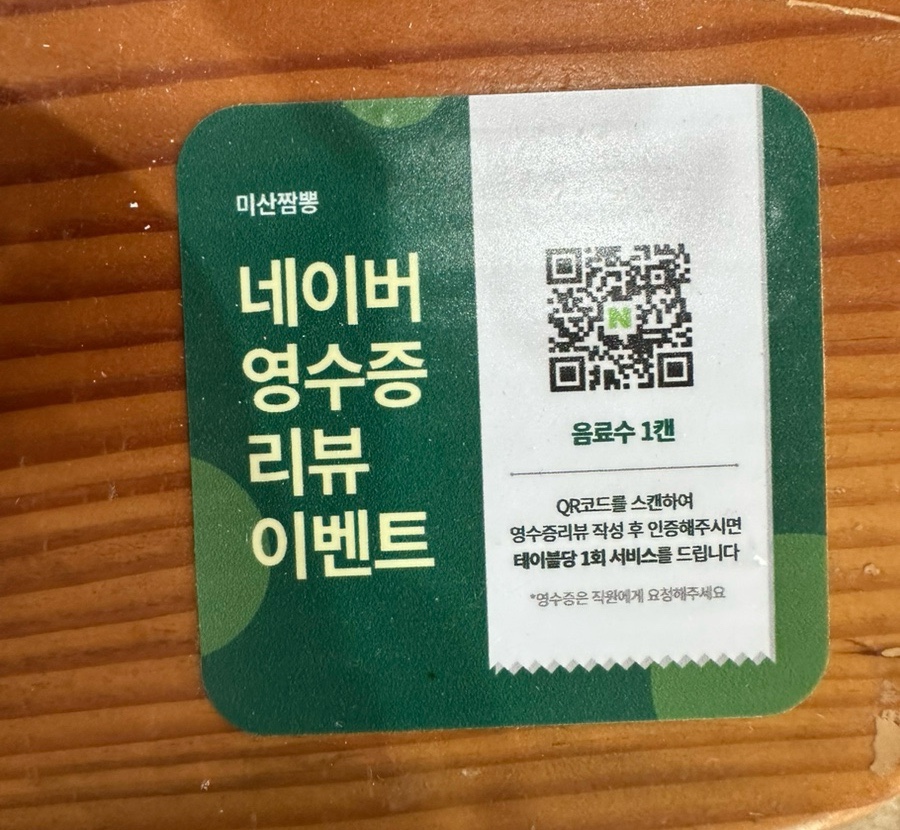 미산짬뽕
네이버
영수증
리뷰
이벤트
N
음료수 1캔
QR코드를 스캔하여
영수증리뷰 작성 후 인증해주시면
테이블당 1회 서비스를 드립니다
*영수증은 직원에게 요청해주세요